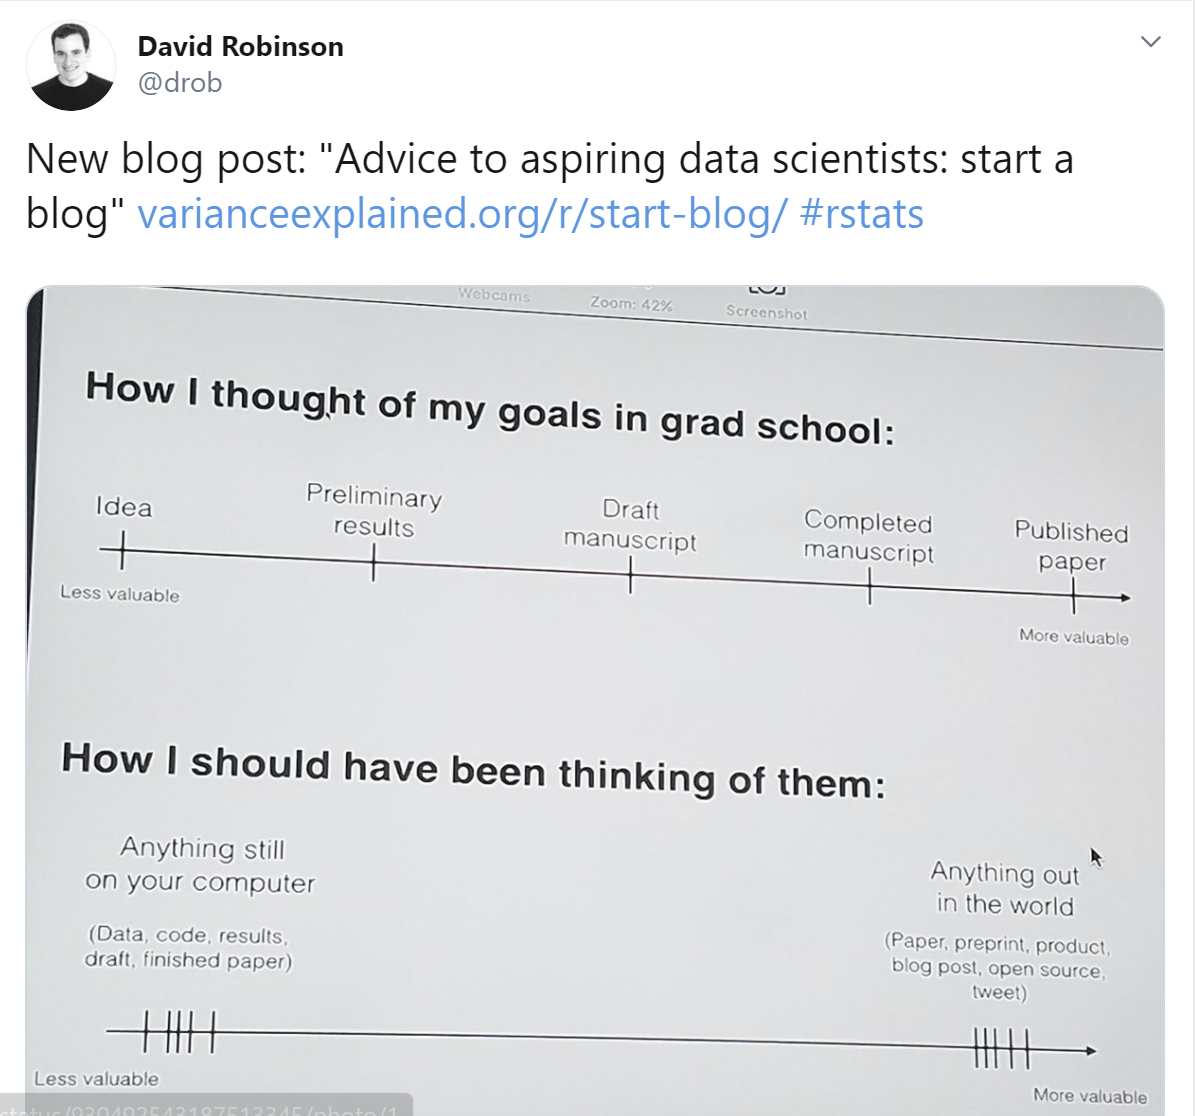 David Robinson
@drob
New blog post: "Advice to aspiring data scientists: start a
blog" varianceexplained.org/r/start-blog/ #rstats
Webcams Zoom: 42% Screenshot
How I thought of my goals in grad school:
Idea
Preliminary
results
Draft
manuscript
Completed
manuscript
Published
paper
Less valuable
More valuable
How I should have been thinking of them:
Anything still
on your computer
(Data, code, results,
draft, finished paper)
Anything out
in the world
(Paper, preprint, product,
blog post, open source,
tweet)
Less valuable
More valuable
status/930492543187513345/photo/1